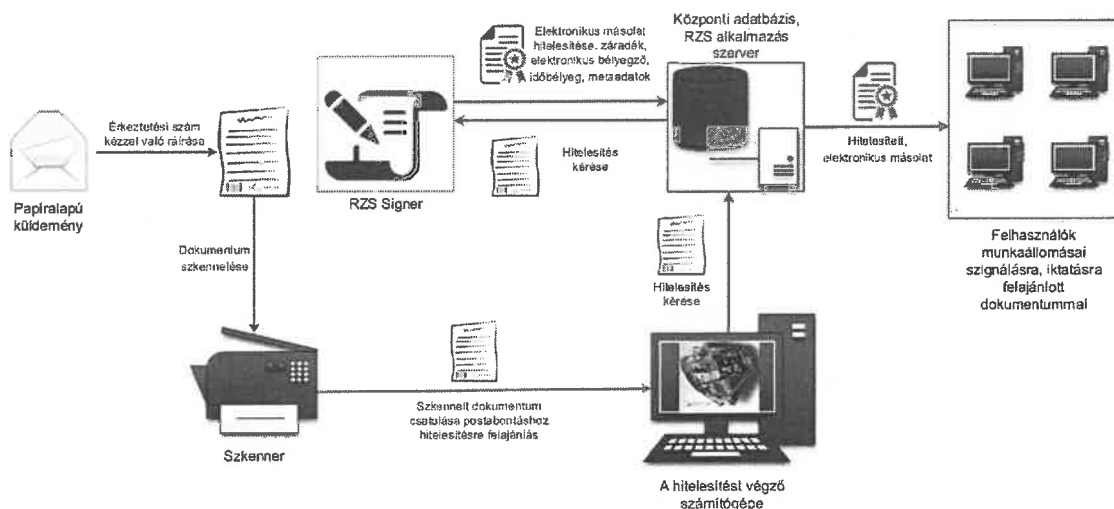 Papíralapú
küldemény
Érkeztetési szám
kézzel való ráírása
Dokumentum
szkennelése
Szkenner
Szkennelt dokumentum
csatolása postabontáshoz
hitelesítésre felajánlás
A hitelesítést végző
számítógépe
Hitelesítés
kérése
RZS Signer
Elektronikus másolat
hitelesítése, záradék,
elektronikus bélyegző,
időbélyeg, metaadatok
Hitelesítés
kérése
Központi adatbázis,
RZS alkalmazás
szerver
Hitelesített,
elektronikus másolat
Felhasználók
munkaállomásai
szignálásra, iktatásra
felajánlott
dokumentummal